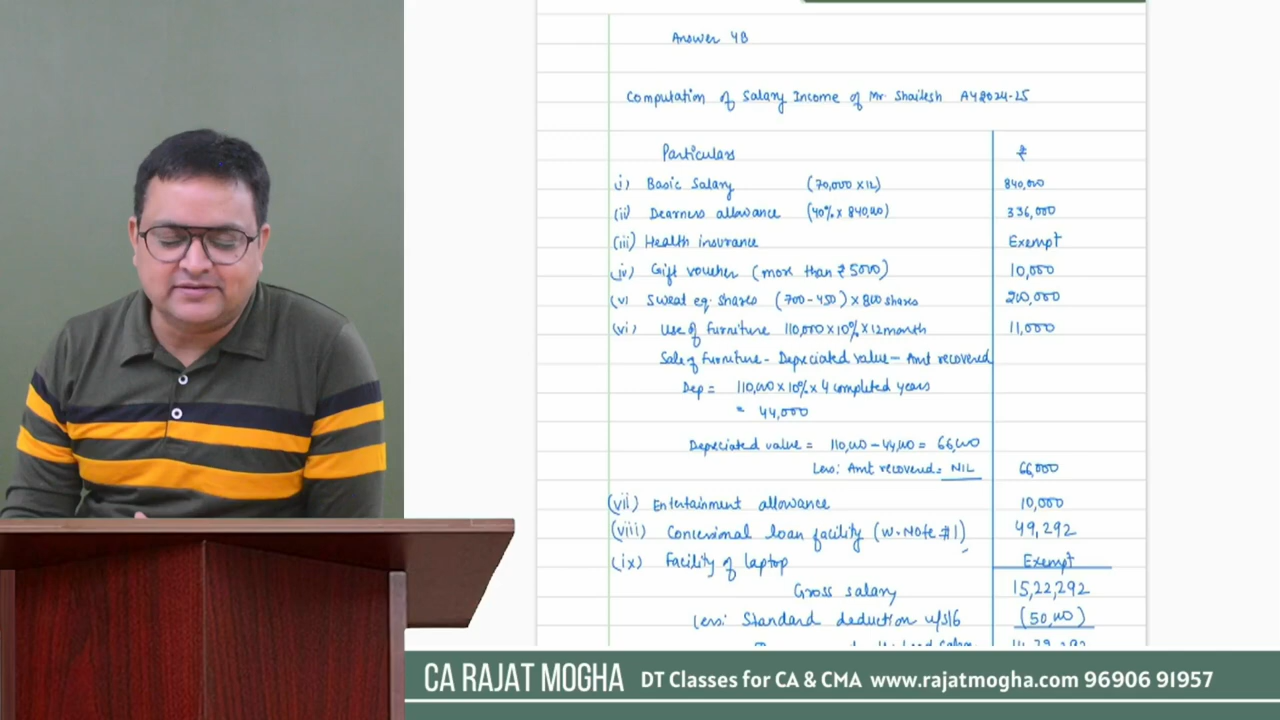 Answer 4B
Computation of Salary Income of Mr. Shailesh AY 2024-25
Particulars ₹
(i) Basic Salary (70,000 x 12) 840,000
(ii) Dearness allowance (40% x 840,000) 336,000
(iii) Health insurance Exempt
(iv) Gift voucher (more than ₹ 5000) 10,000
(v) Sweat eq. shares (700 - 450) x 800 shares 200,000
(vi) Use of Furniture 110,000 x 10% x 12 month 11,000
Sale of Furniture - Depreciated value - Amt recovered
Dep = 110,000 x 10% x 4 completed years
= 44,000
Depreciated value = 110,000 - 44,000 = 66,000
Less: Amt recovered = NIL 66,000
(vii) Entertainment allowance 10,000
(viii) Concessional loan facility (W. Note #1) 49,292
(ix) Facility of laptop Exempt
Gross salary 15,22,292
Less: Standard deduction u/s 16 (50,000)
CA RAJAT MOGHA DT Classes for CA & CMA www.rajatmogha.com 96906 91957